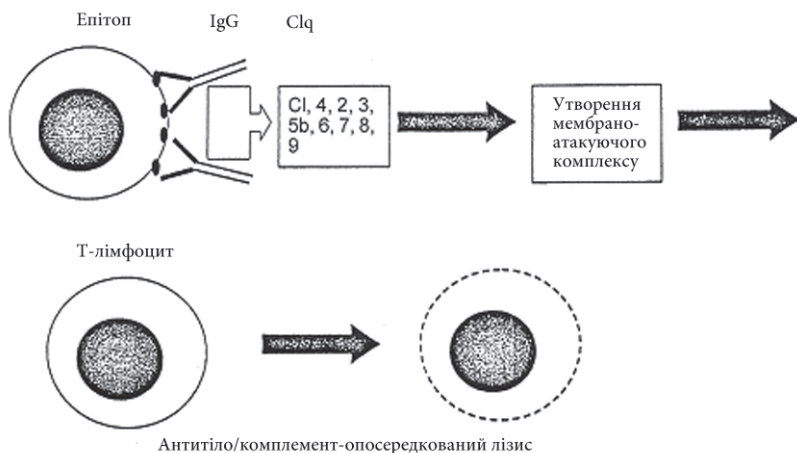 Епітоп IgG Clq
Cl, 4, 2, 3,
5b, 6, 7, 8,
9
Утворення
мембрано-
атакуючого
комплексу
Т-лімфоцит
Антитіло/комплемент-опосередкований лізис